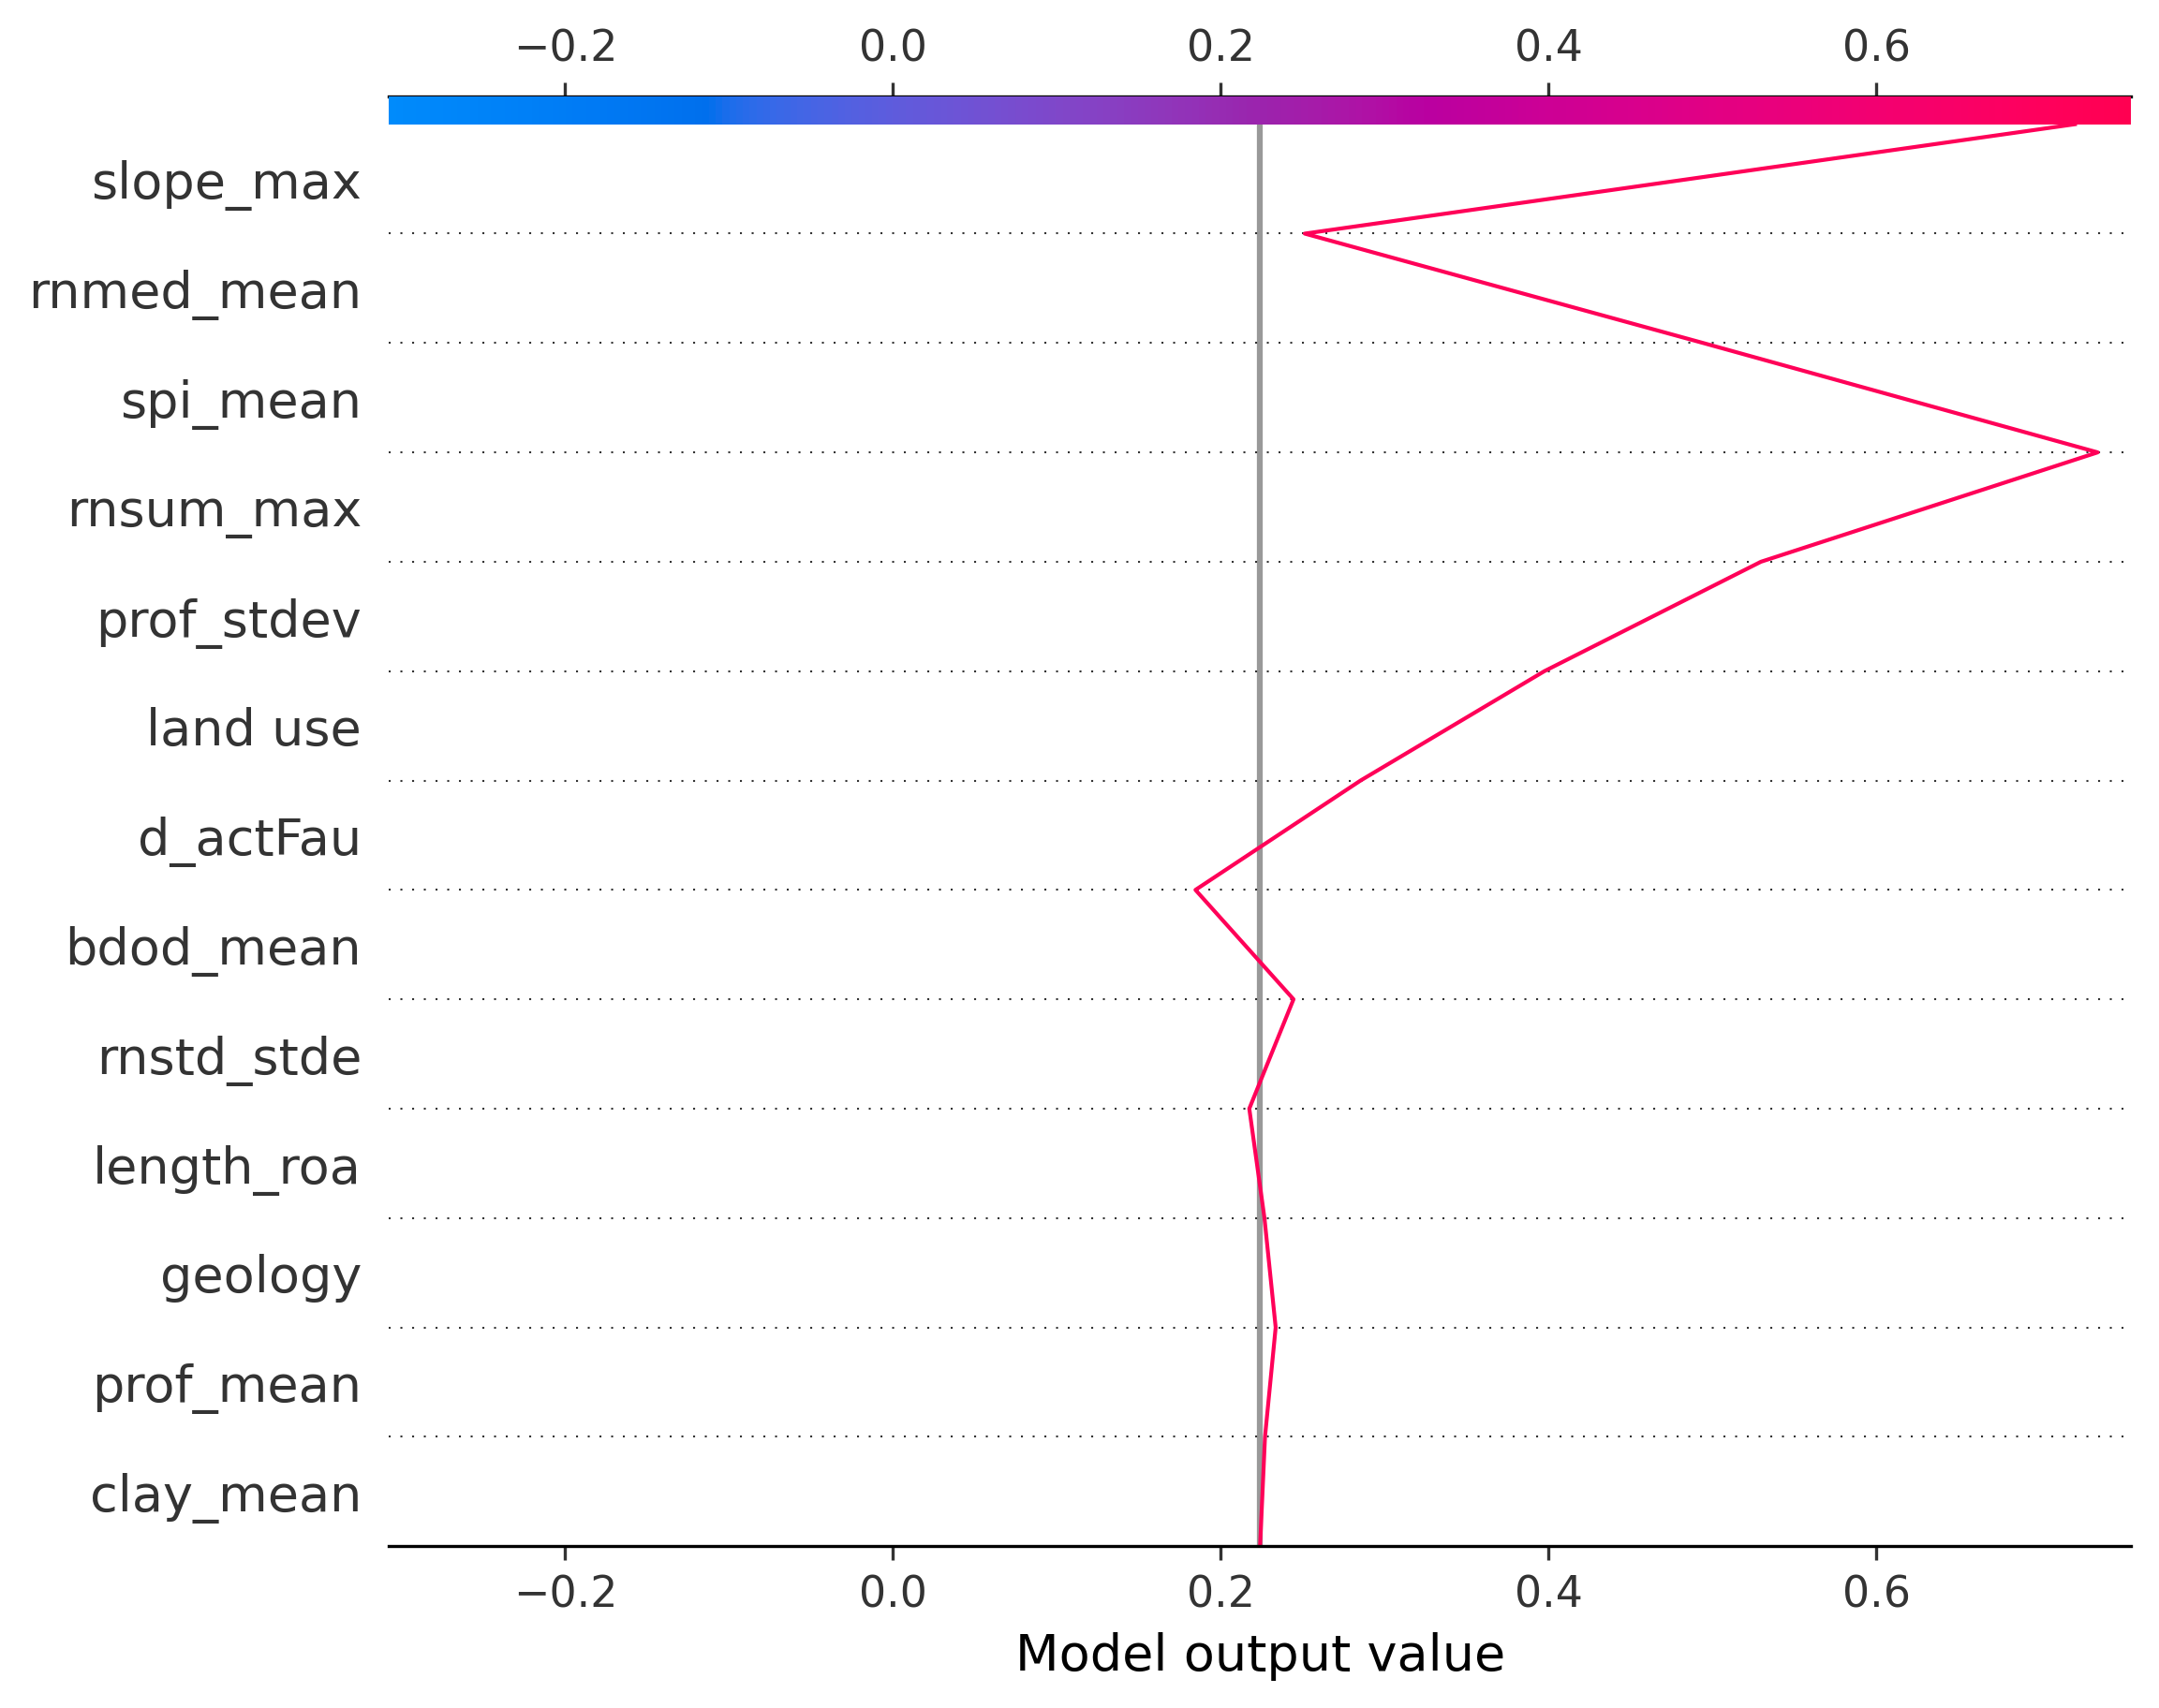 −0.2 0.0 0.2 0.4 0.6
slope_max
rnmed_mean
spi_mean
rnsum_max
prof_stdev
land use
d_actFau
bdod_mean
rnstd_stde
length_roa
geology
prof_mean
clay_mean
−0.2 0.0 0.2 0.4 0.6
Model output value